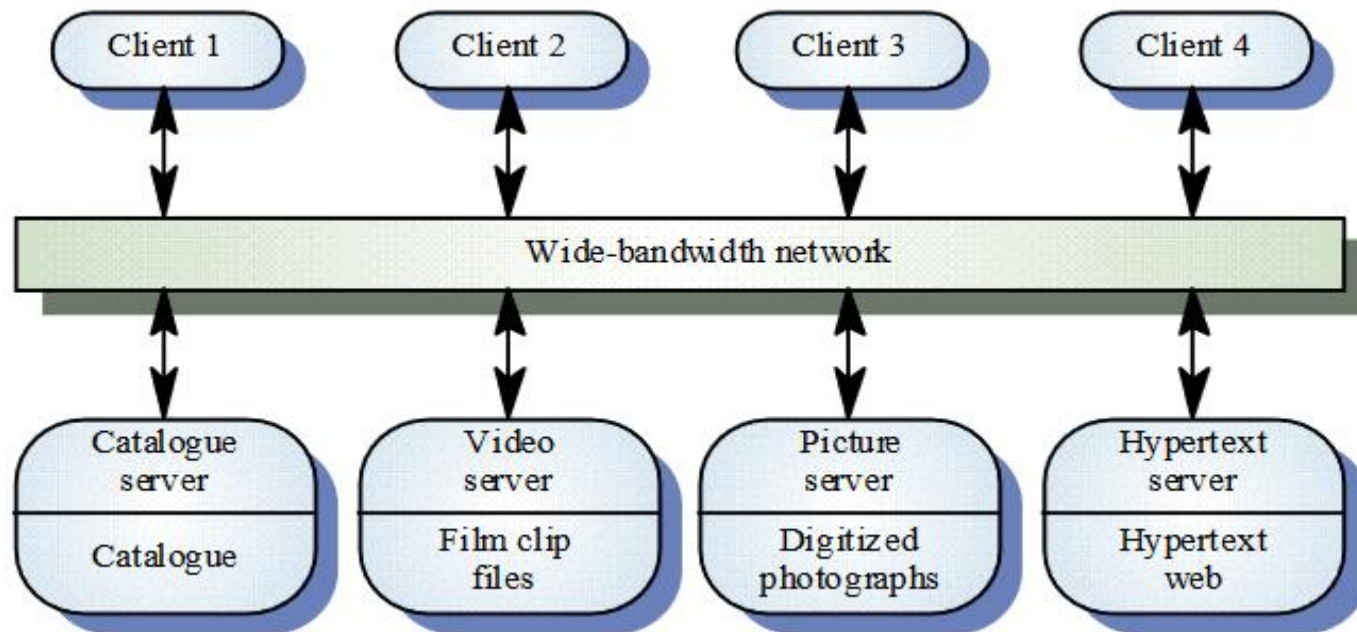 Client 1
Client 2
Client 3
Client 4
Wide-bandwidth network
Catalogue
server
Catalogue
Video
server
Film clip
files
Picture
server
Digitized
photographs
Hypertext
server
Hypertext
web